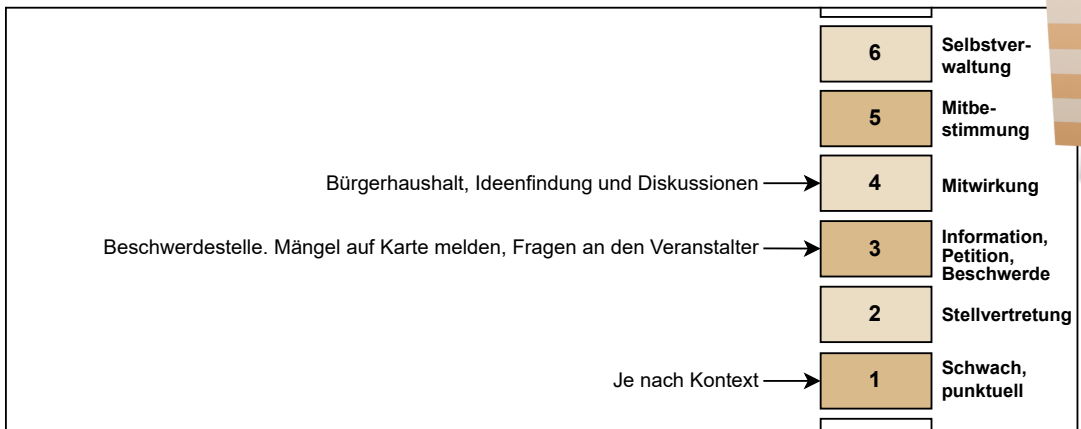 6
Selbstver-
waltung
5
Mitbe-
stimmung
Bürgerhaushalt, Ideenfindung und Diskussionen
4
Mitwirkung
Beschwerdestelle. Mängel auf Karte melden, Fragen an den Veranstalter
3
Information,
Petition,
Beschwerde
2
Stellvertretung
Je nach Kontext
1
Schwach,
punktuell